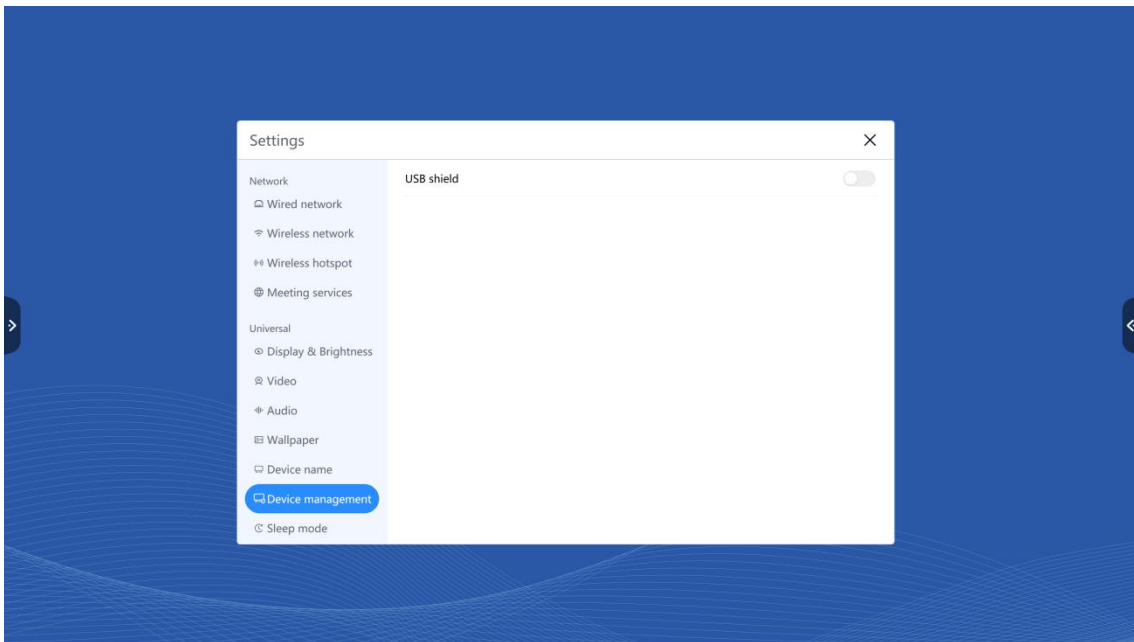 Settings
Network
Wired network
Wireless network
Wireless hotspot
Meeting services
Universal
Display & Brightness
Video
Audio
Wallpaper
Device name
Device management
Sleep mode
USB shield